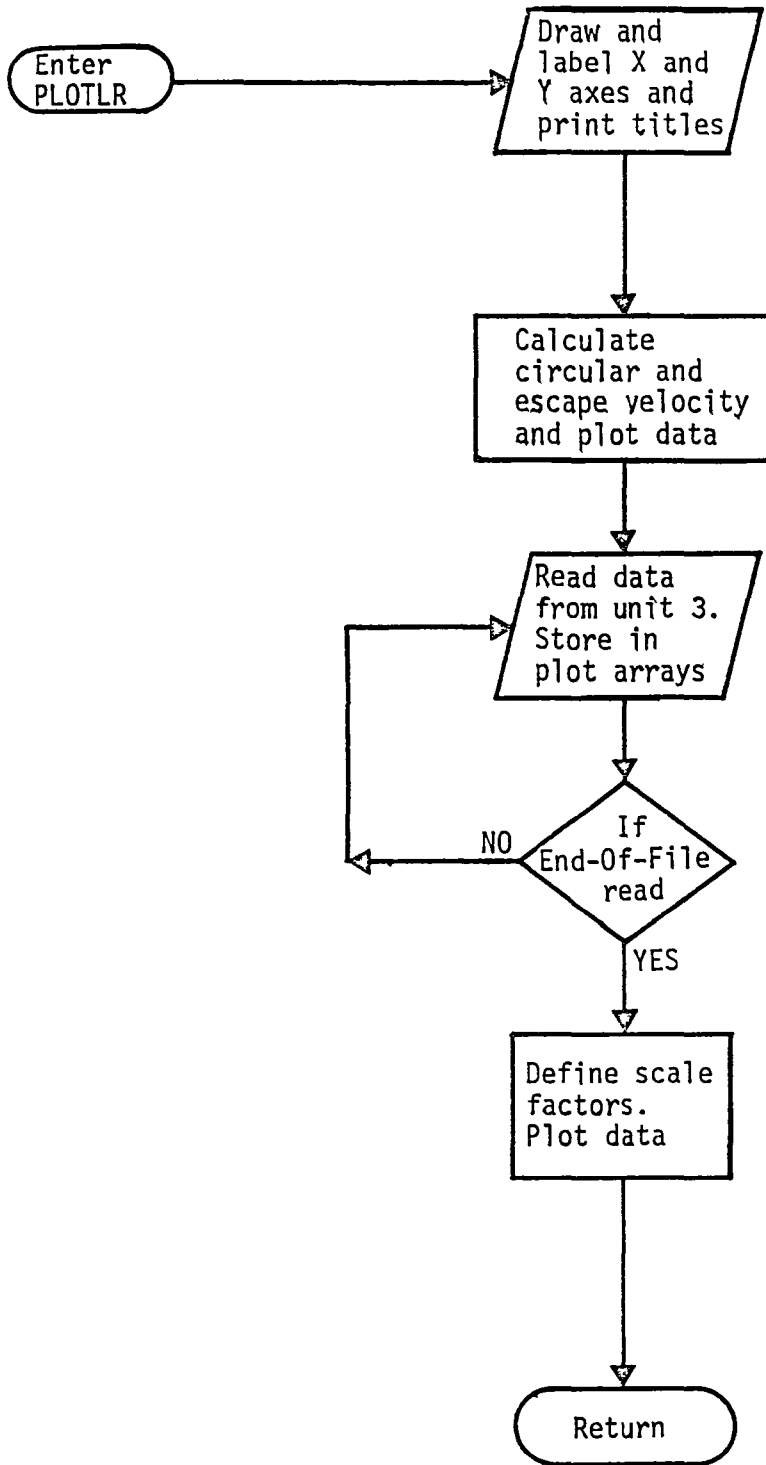 Enter
PLOTLR
Draw and
label X and
Y axes and
print titles
Calculate
circular and
escape yelocity
and plot data
Read data
from unit 3.
Store in
plot arrays
If
End-Of-File
read
NO
YES
Define scale
factors.
Plot data
Return